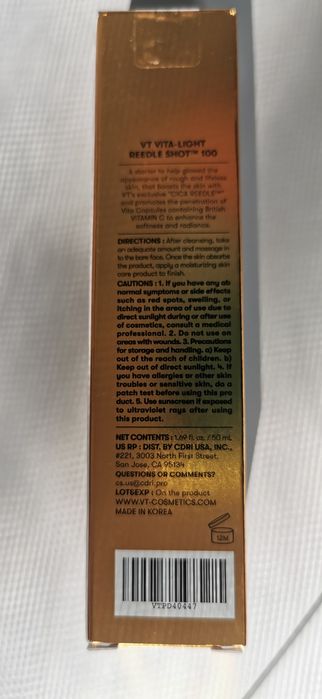 VT VITA-LIGHT
REEDLE SHOT™ 100
A starter to help glowed the
appearance of rough and lifeless
skin, that boosts the skin with
VT's exclusive "CICA REEDLE™"
and promotes the penetration of
Vita Capsules containing British
VITAMIN C to enhance the
softness and radiance.
DIRECTIONS : After cleansing, take
an adequate amount and massage in
to the bare face. Once the skin absorbs
the product, apply a moisturizing skin
care product to finish.
CAUTIONS : 1. If you have any ab
normal symptoms or side effects
such as red spots, swelling, or
itching in the area of use due to
direct sunlight during or after use
of cosmetics, consult a medical
professional. 2. Do not use on
areas with wounds. 3. Precautions
for storage and handling. a) Keep
out of the reach of children. b)
Keep out of direct sunlight. 4. If
you have allergies or other skin
troubles or sensitive skin, do a
patch test before using this pro
duct. 5. Use sunscreen if exposed
to ultraviolet rays after using
this product.
NET CONTENTS : 1.69 fl. oz. / 50 mL
US RP : DIST. BY CDRI USA, INC.,
#221, 3003 North First Street,
San Jose, CA 95134
QUESTIONS OR COMMENTS?
cs.us@cdri.pro
LOT&EXP : On the product
WWW.VT-COSMETICS.COM
MADE IN KOREA
12M
VTPD40447